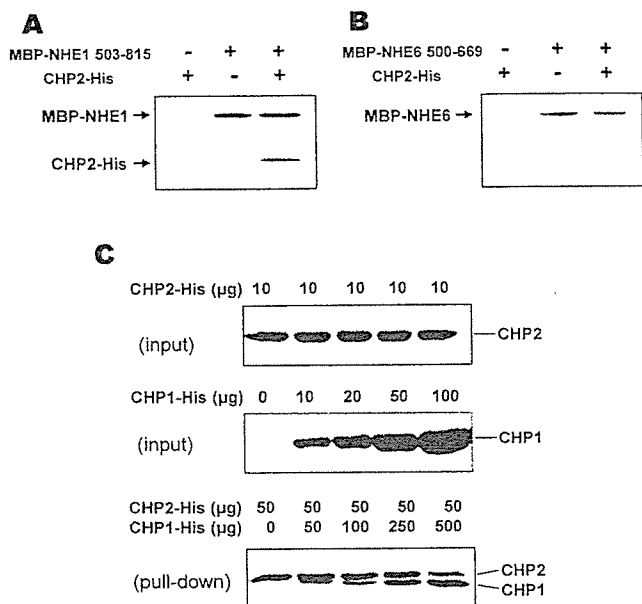 A
MBP-NHE1 503-815 - + +
CHP2-His + - +
MBP-NHE1
CHP2-His
B
MBP-NHE6 500-669 - + +
CHP2-His + - +
MBP-NHE6
C
CHP2-His (µg) 10 10 10 10 10
(input) CHP2
CHP1-His (µg) 0 10 20 50 100
(input) CHP1
CHP2-His (µg) 50 50 50 50 50
CHP1-His (µg) 0 50 100 250 500
(pull-down) CHP2
CHP1